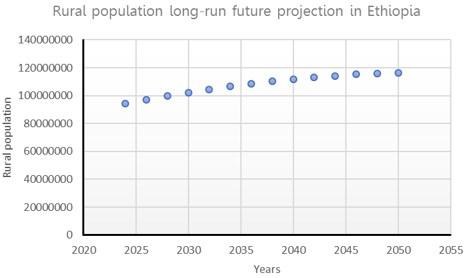 Rural population long-run future projection in Ethiopia
140000000
120000000
100000000
80000000
60000000
40000000
20000000
0
Rural population
2020 2025 2030 2035 2040 2045 2050 2055
Years